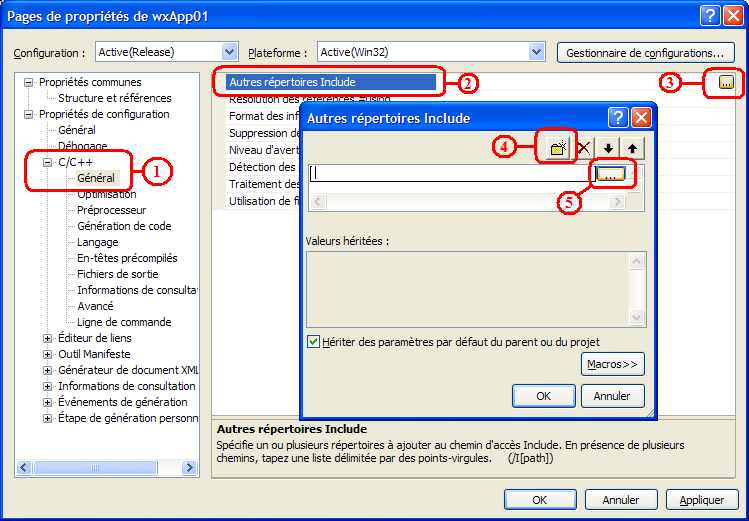 Pages de propriétés de wxApp01
Configuration : Active(Release) Plateforme : Active(Win32) Gestionnaire de configurations...
Propriétés communes
Structure et références
Propriétés de configuration
Général
Débogage
C/C++
Général
Optimisation
Préprocesseur
Génération de code
Langage
En-têtes précompilés
Fichiers de sortie
Informations de consulta
Avancé
Ligne de commande
Éditeur de liens
Outil Manifeste
Générateur de document XML
Informations de consultation
Événements de génération
Étape de génération personn
1
Autres répertoires Include
2
3
...
Résolution des références #using
Format des inf
Suppression de
Niveau d'avert
Détection des
Traitement des
Utilisation de fi
Autres répertoires Include
4
...
5
Valeurs héritées :
Hériter des paramètres par défaut du parent ou du projet
Macros>>
OK Annuler
Autres répertoires Include
Spécifie un ou plusieurs répertoires à ajouter au chemin d'accès Include. En présence de plusieurs
chemins, tapez une liste délimitée par des points-virgules. (/I[path])
OK Annuler Appliquer